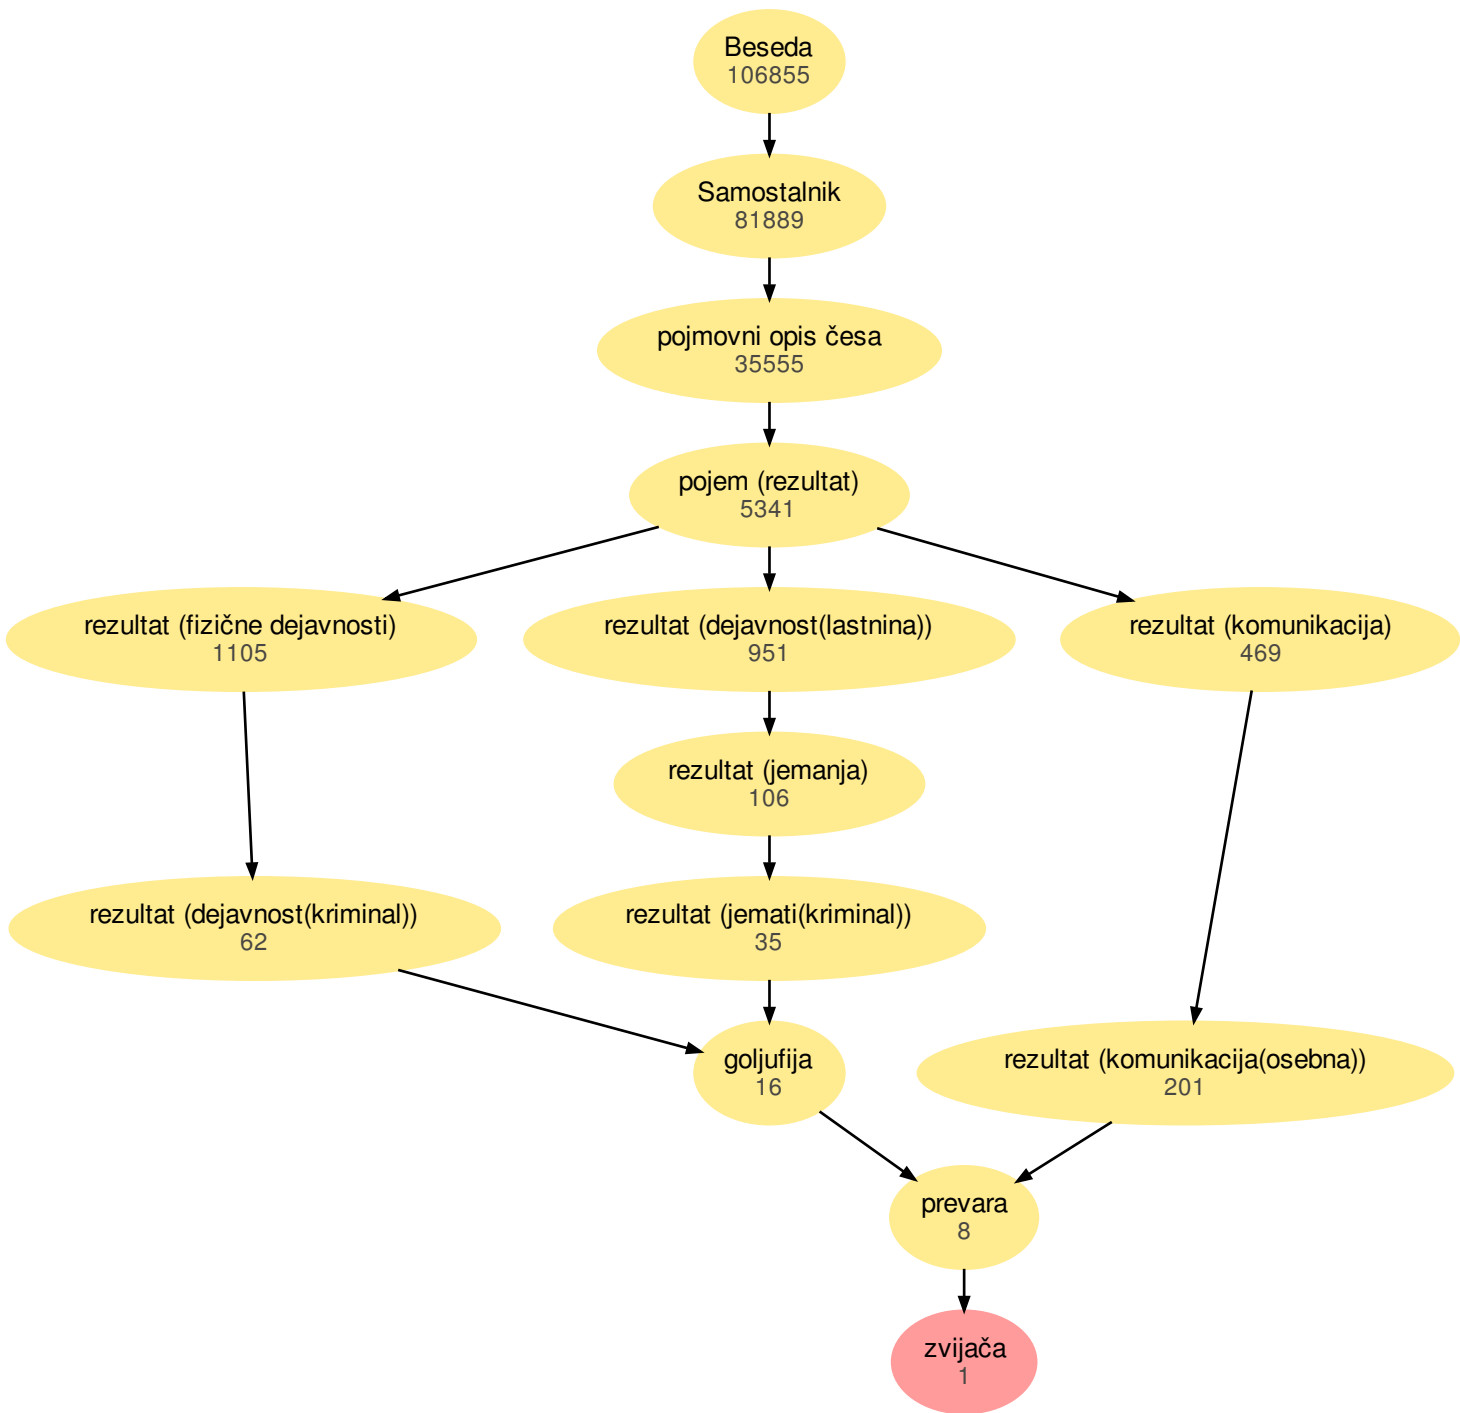 Beseda
106855
Samostalnik
81889
pojmovni opis česa
35555
pojem (rezultat)
5341
rezultat (fizične dejavnosti)
1105
rezultat (dejavnost(lastnina))
951
rezultat (komunikacija)
469
rezultat (jemanja)
106
rezultat (dejavnost(kriminal))
62
rezultat (jemati(kriminal))
35
goljufija
16
rezultat (komunikacija(osebna))
201
prevara
8
zvijača
1